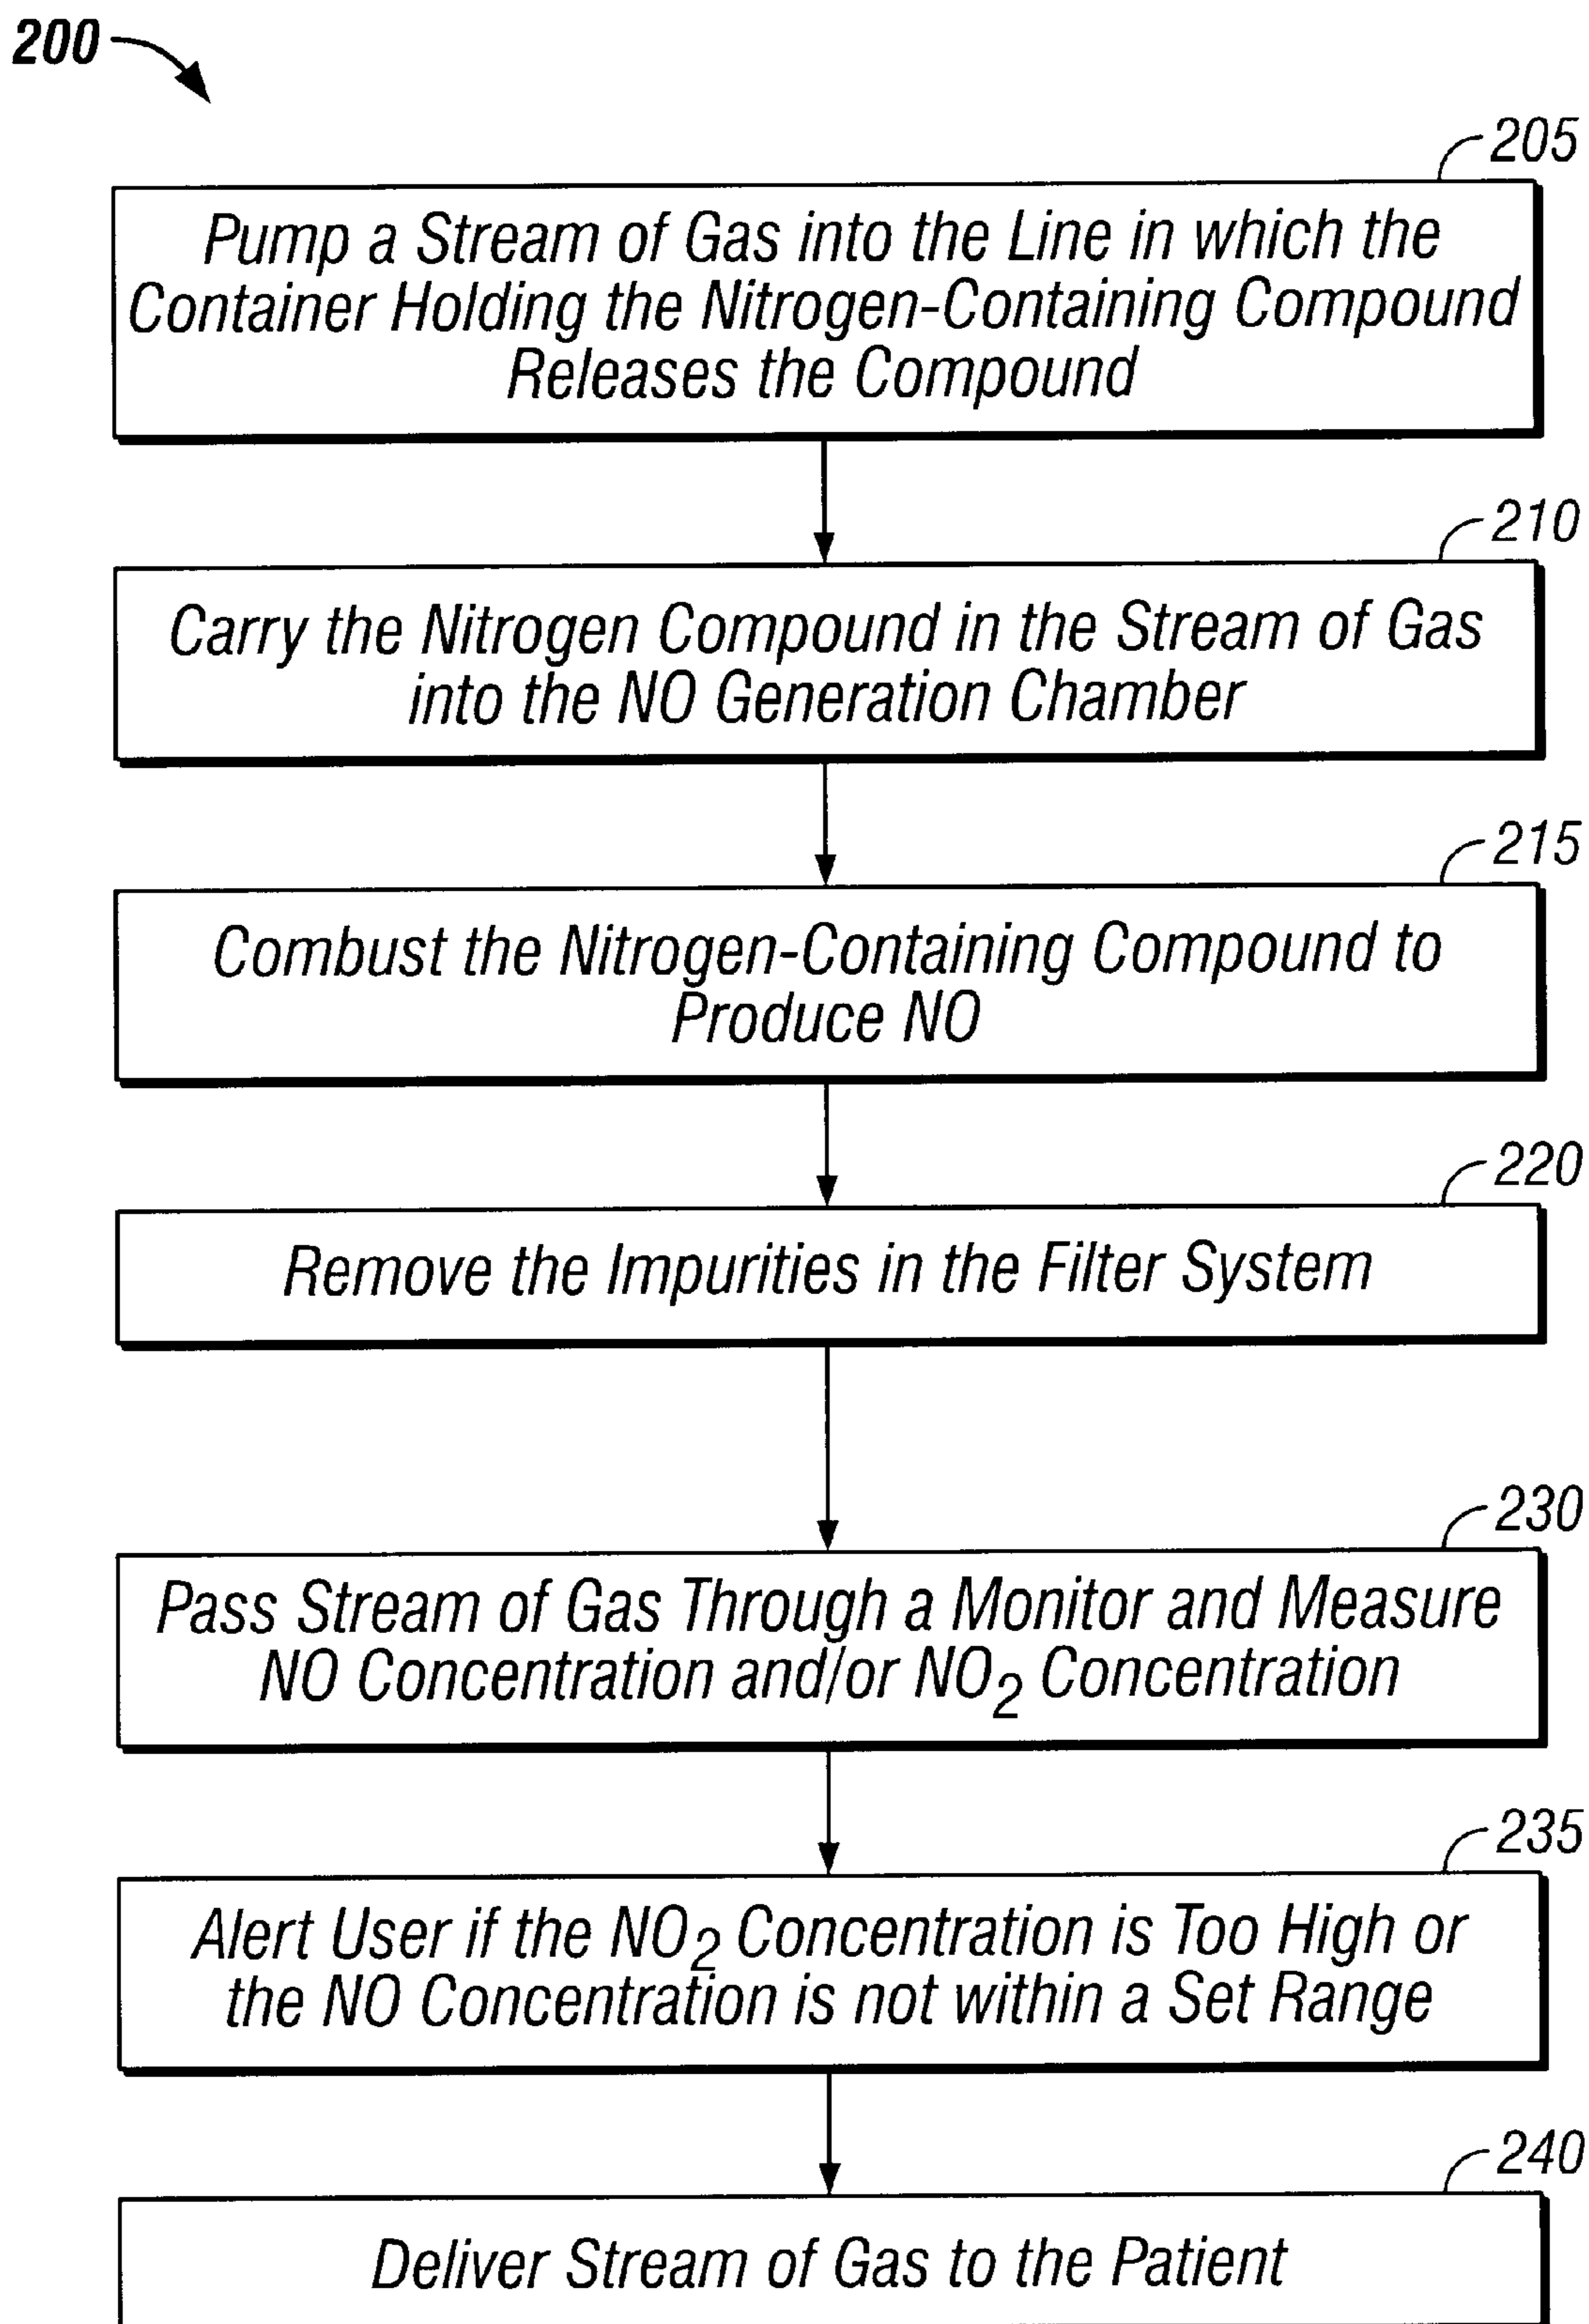 200
205
Pump a Stream of Gas into the Line in which the
Container Holding the Nitrogen-Containing Compound
Releases the Compound
210
Carry the Nitrogen Compound in the Stream of Gas
into the NO Generation Chamber
215
Combust the Nitrogen-Containing Compound to
Produce NO
220
Remove the Impurities in the Filter System
230
Pass Stream of Gas Through a Monitor and Measure
NO Concentration and/or NO₂ Concentration
235
Alert User if the NO₂ Concentration is Too High or
the NO Concentration is not within a Set Range
240
Deliver Stream of Gas to the Patient